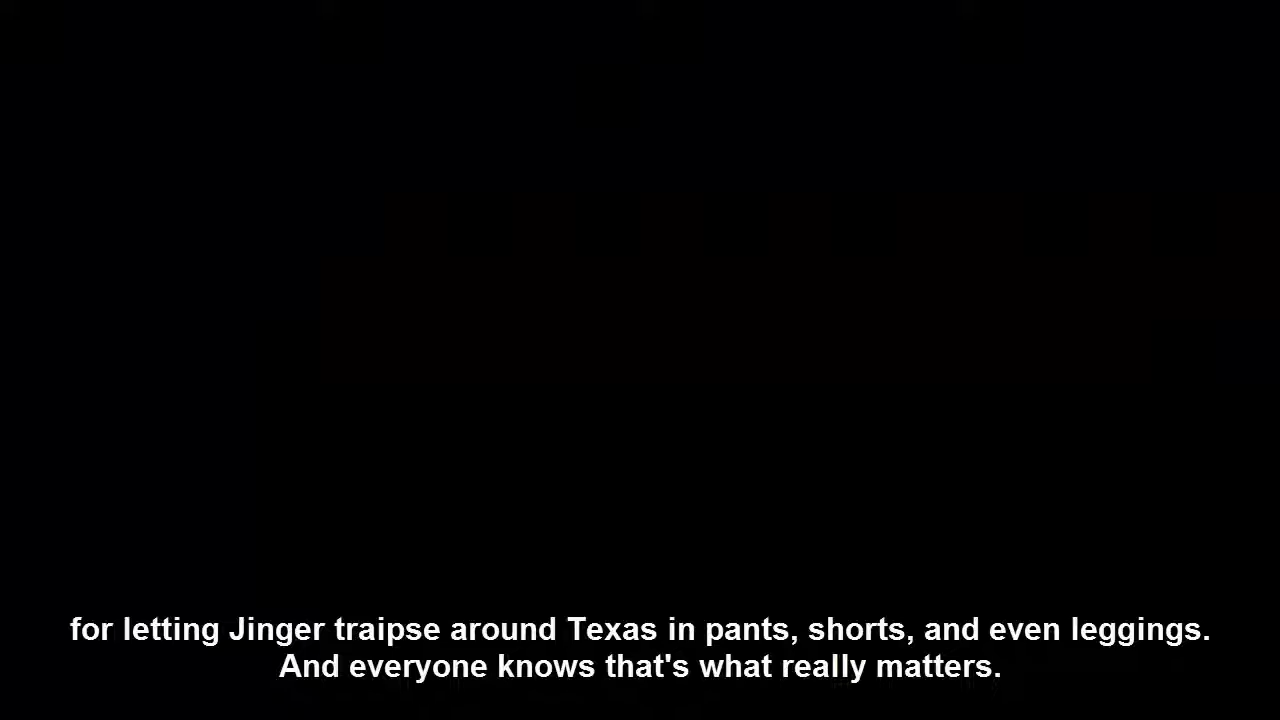 for letting Jinger traipse around Texas in pants, shorts, and even leggings.
And everyone knows that's what really matters.